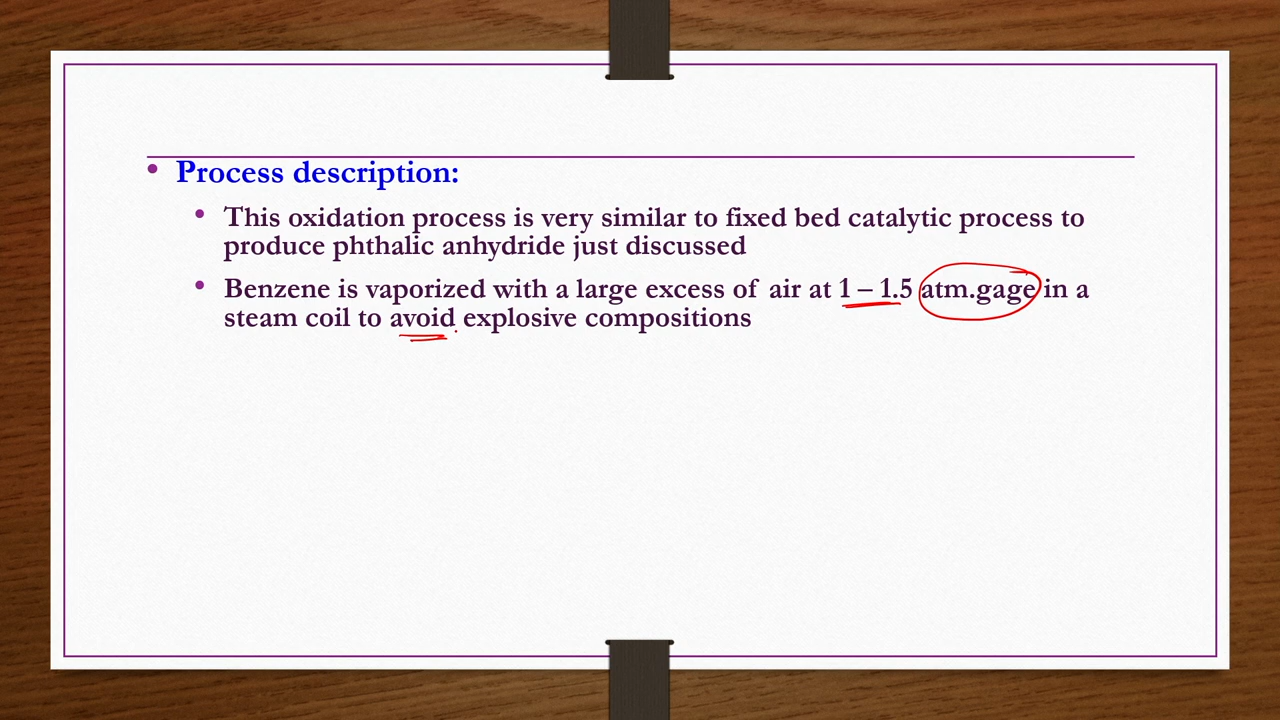 • Process description:
• This oxidation process is very similar to fixed bed catalytic process to
produce phthalic anhydride just discussed
• Benzene is vaporized with a large excess of air at 1 – 1.5 atm.gage in a
steam coil to avoid explosive compositions